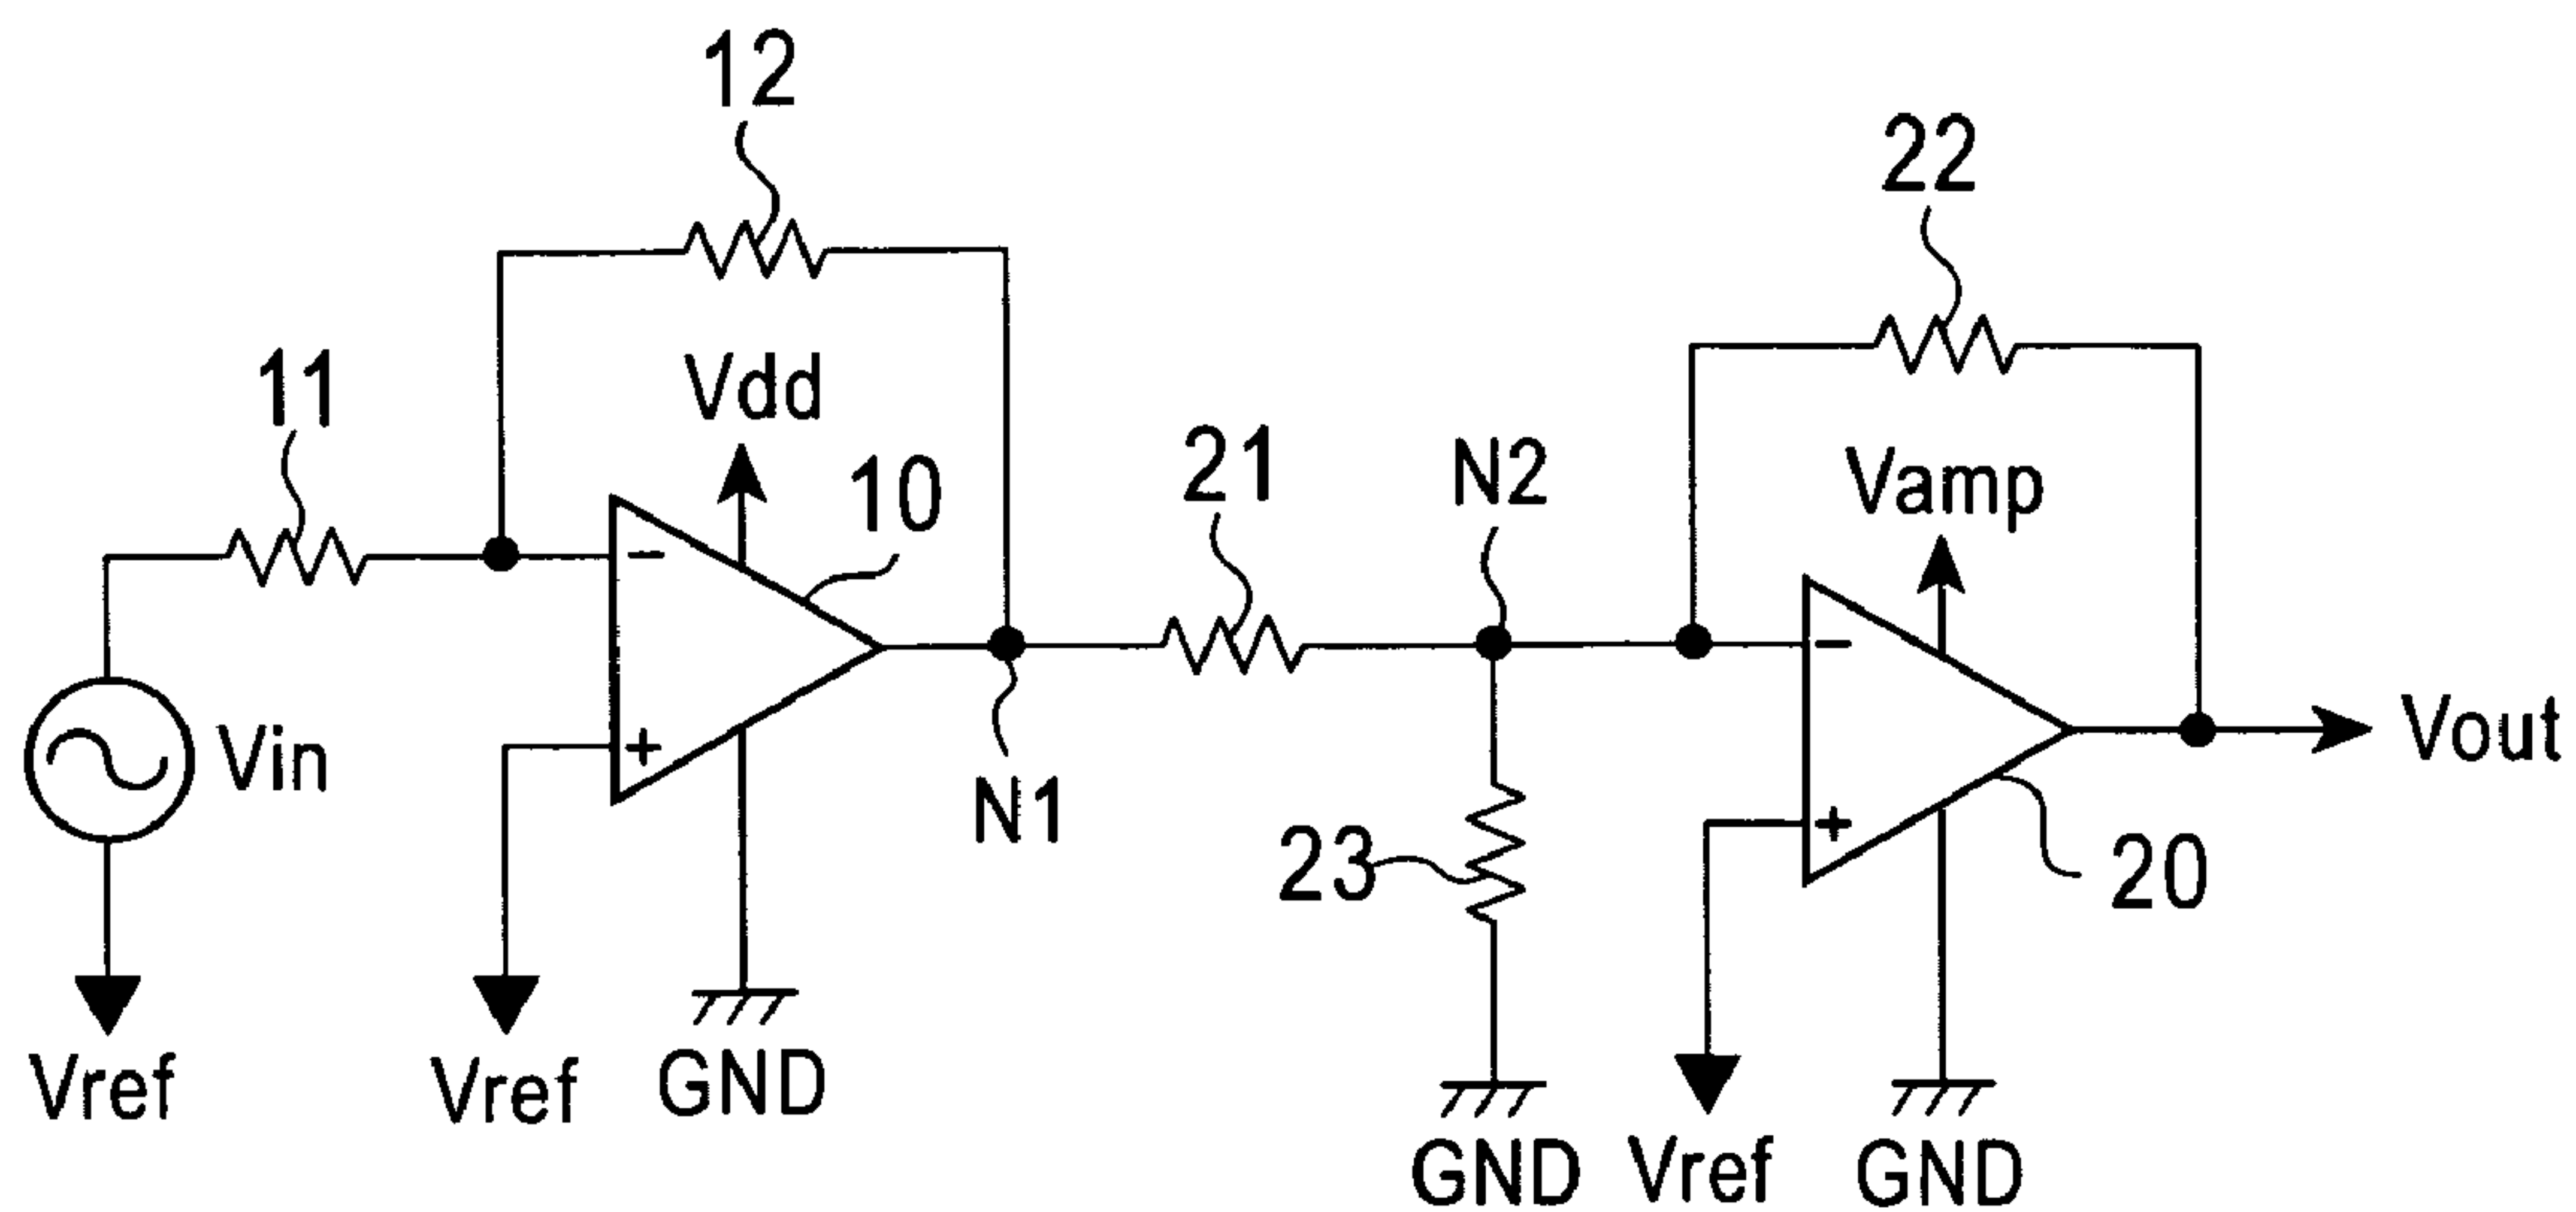 12
22
11
Vdd
10
21
N2
Vamp
-
-
Vin
+
N1
Vout
+
23
20
Vref
Vref
GND
GND
Vref
GND